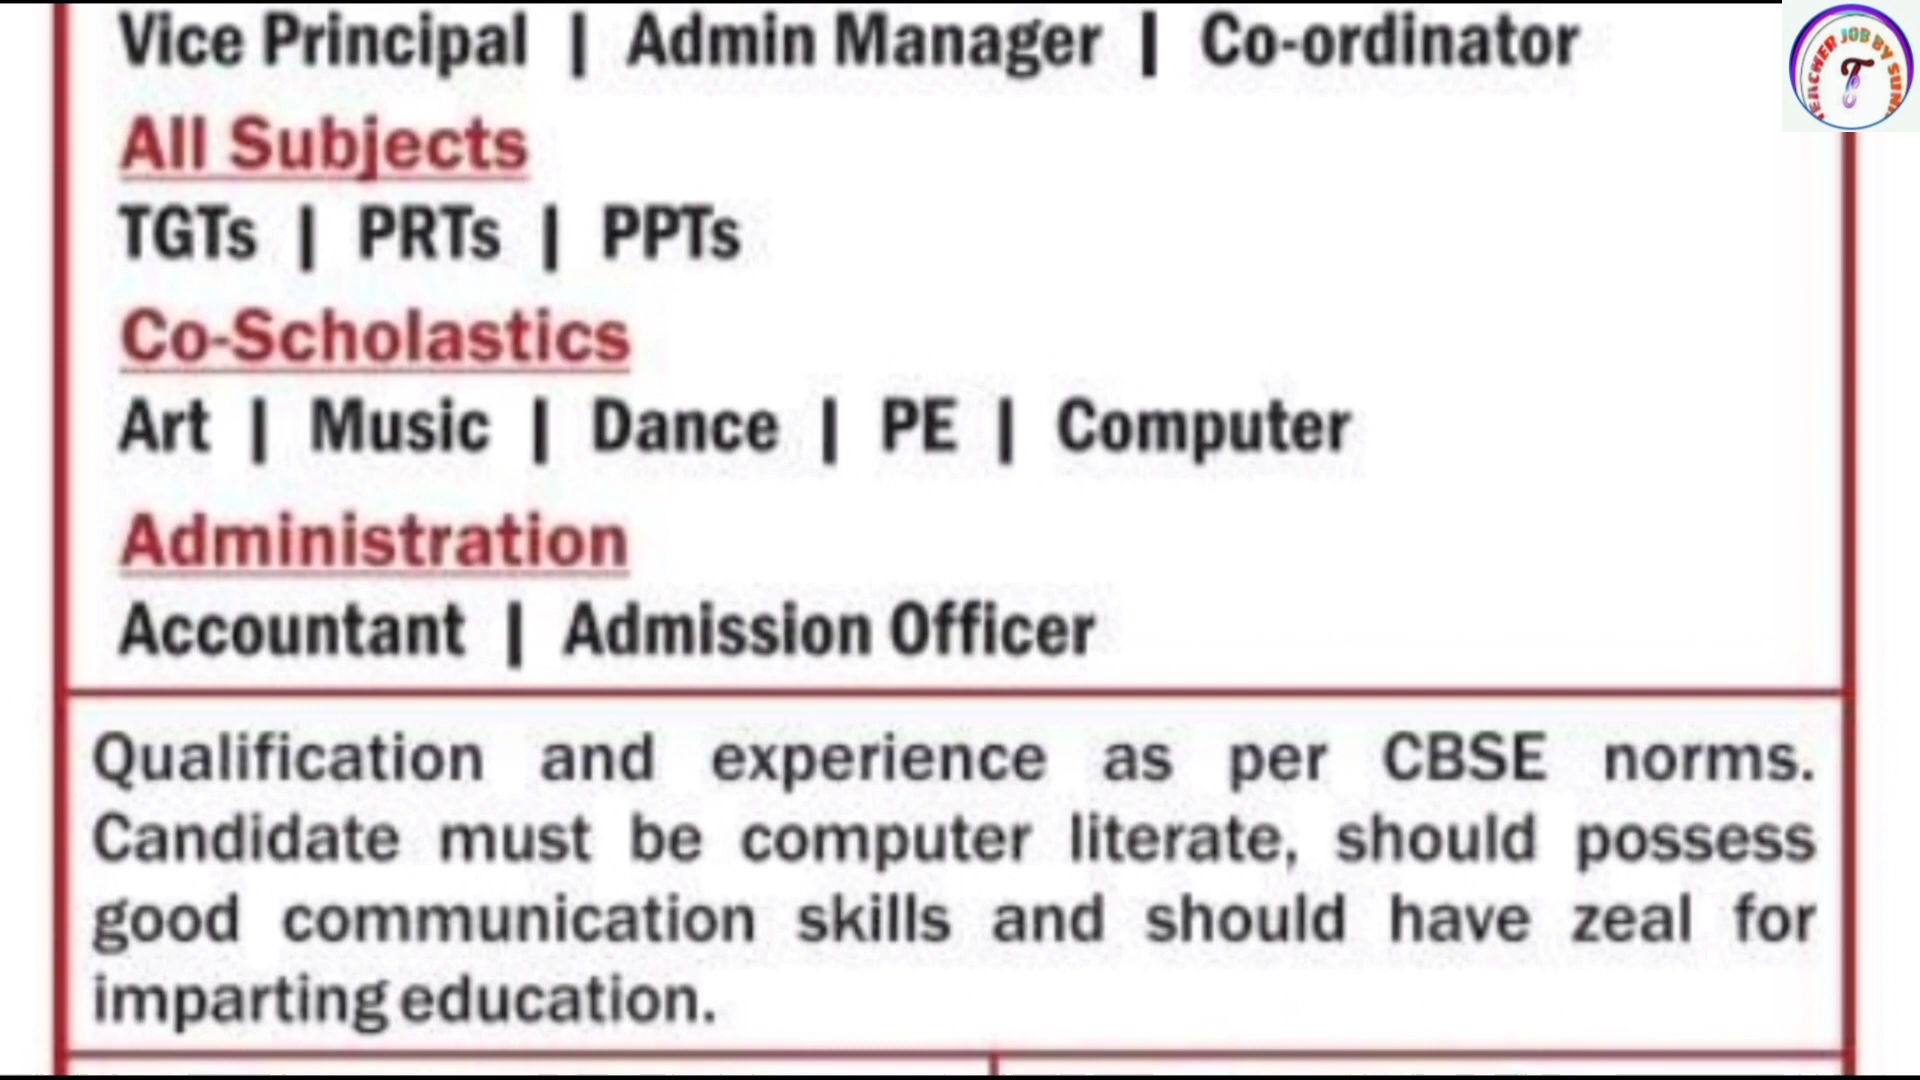 Vice Principal | Admin Manager | Co-ordinator
All Subjects
TGTs | PRTs | PPTs
Co-Scholastics
Art | Music | Dance | PE | Computer
Administration
Accountant | Admission Officer
Qualification and experience as per CBSE norms.
Candidate must be computer literate, should possess
good communication skills and should have zeal for
imparting education.